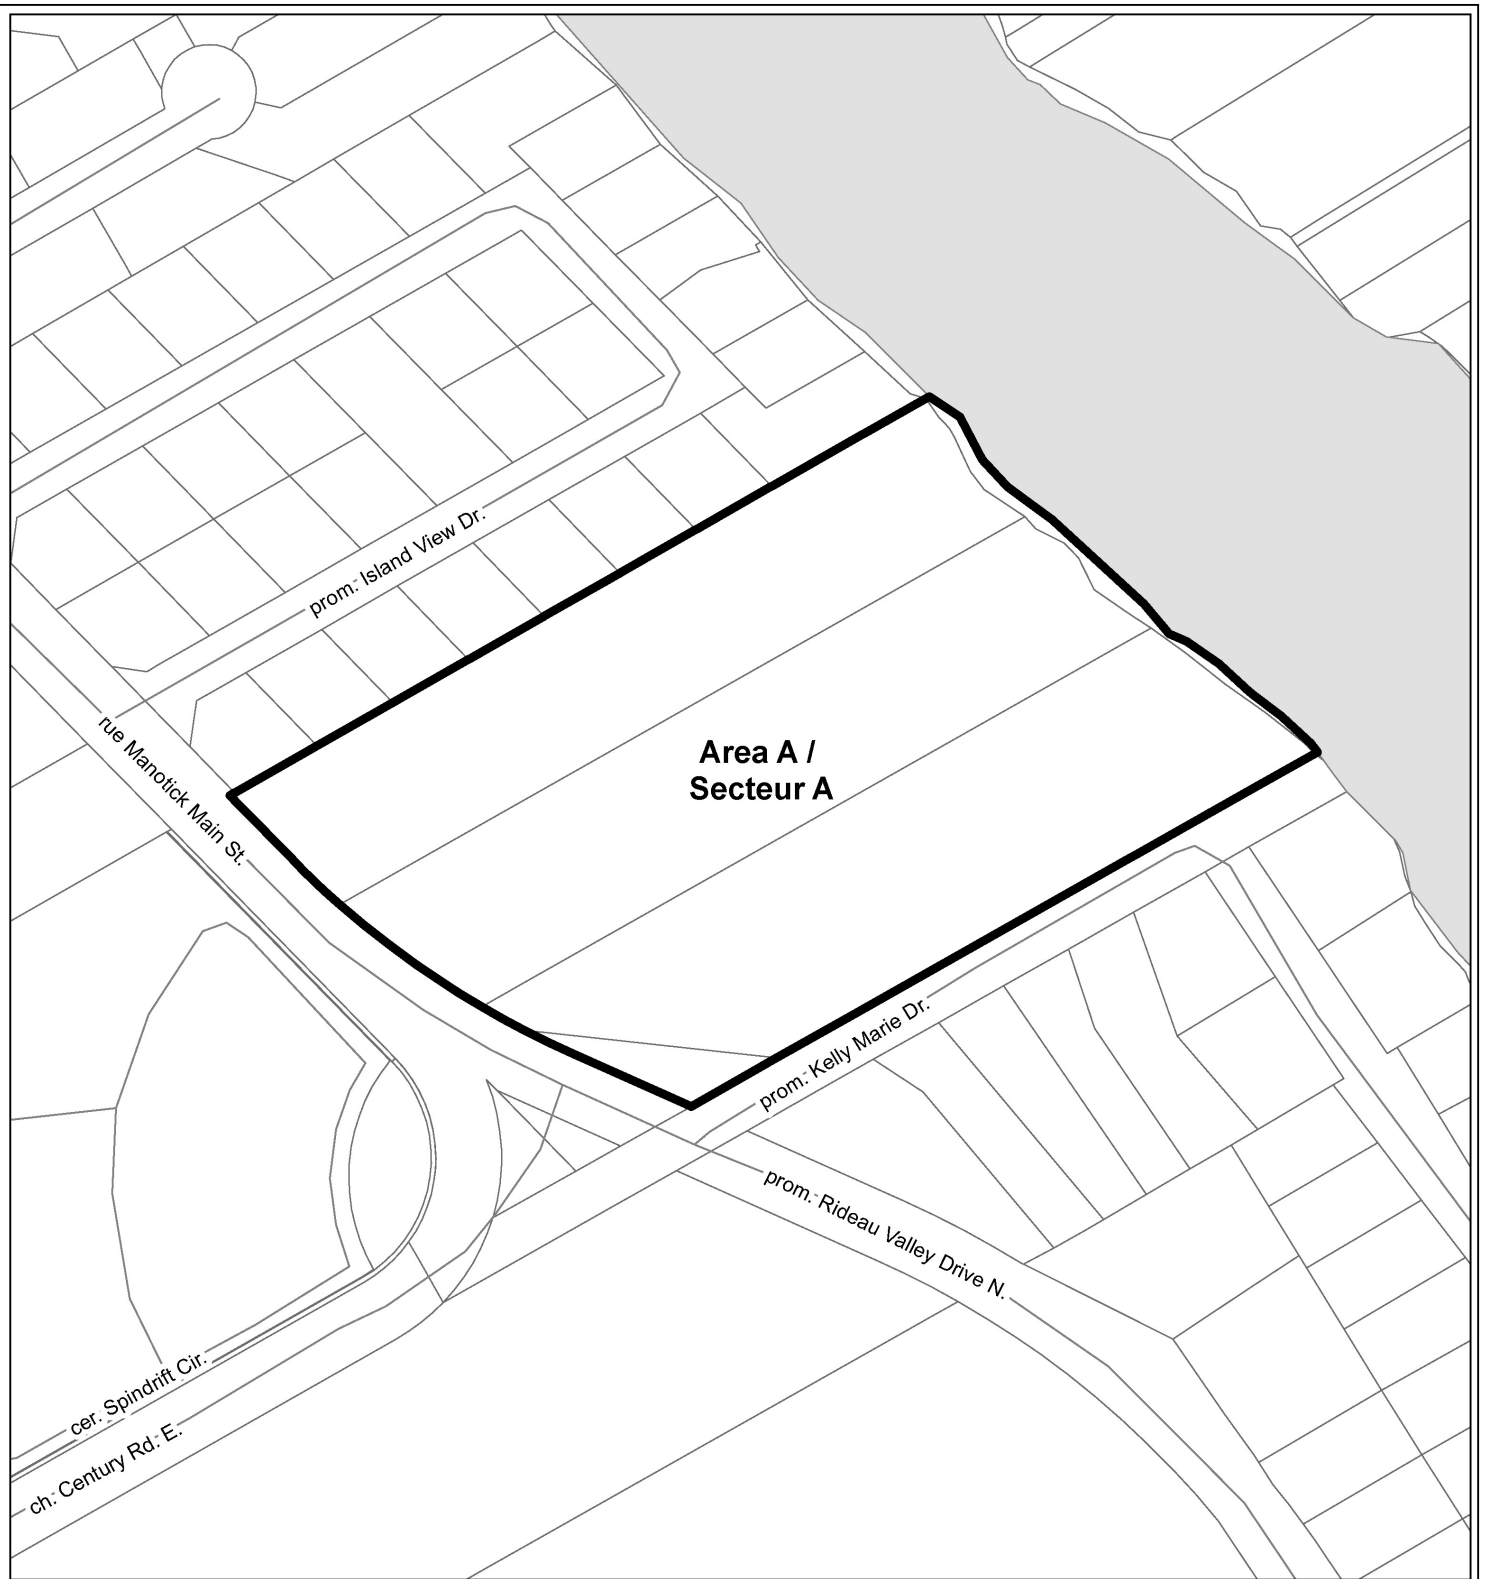 prom. Island View Dr.
rue Manotick Main St.
Area A /
Secteur A
prom. Kelly Marie Dr.
prom. Rideau Valley Drive N.
cer. Spindrift Cir.
ch. Century Rd. E.